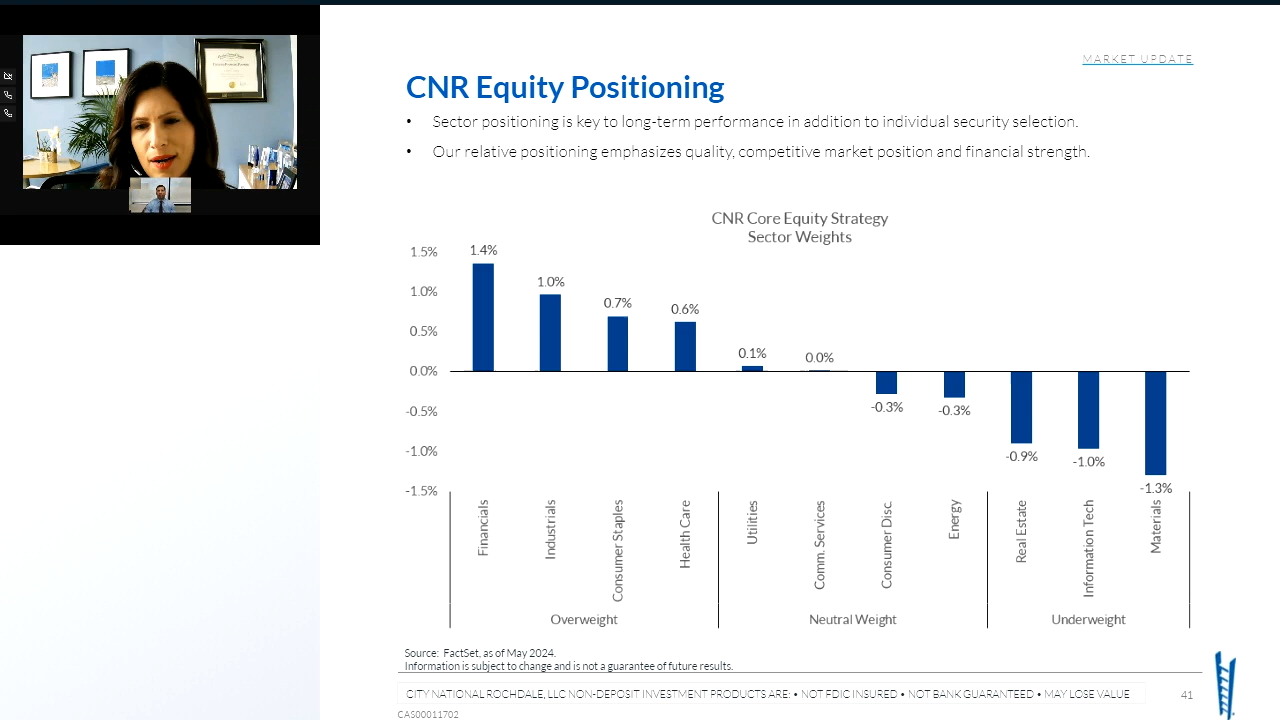 MARKET UPDATE
CNR Equity Positioning
• Sector positioning is key to long-term performance in addition to individual security selection.
• Our relative positioning emphasizes quality, competitive market position and financial strength.
CNR Core Equity Strategy
Sector Weights
1.5%
1.0%
0.5%
0.0%
-0.5%
-1.0%
-1.5%
1.4%
1.0%
0.7%
0.6%
0.1%
0.0%
-0.3%
-0.3%
-0.9%
-1.0%
-1.3%
Financials
Industrials
Consumer Staples
Health Care
Utilities
Comm. Services
Consumer Disc.
Energy
Real Estate
Information Tech
Materials
Overweight
Neutral Weight
Underweight
Source: FactSet, as of May 2024.
Information is subject to change and is not a guarantee of future results.
CITY NATIONAL ROCHDALE, LLC NON-DEPOSIT INVESTMENT PRODUCTS ARE: • NOT FDIC INSURED • NOT BANK GUARANTEED • MAY LOSE VALUE
41
CAS00011702